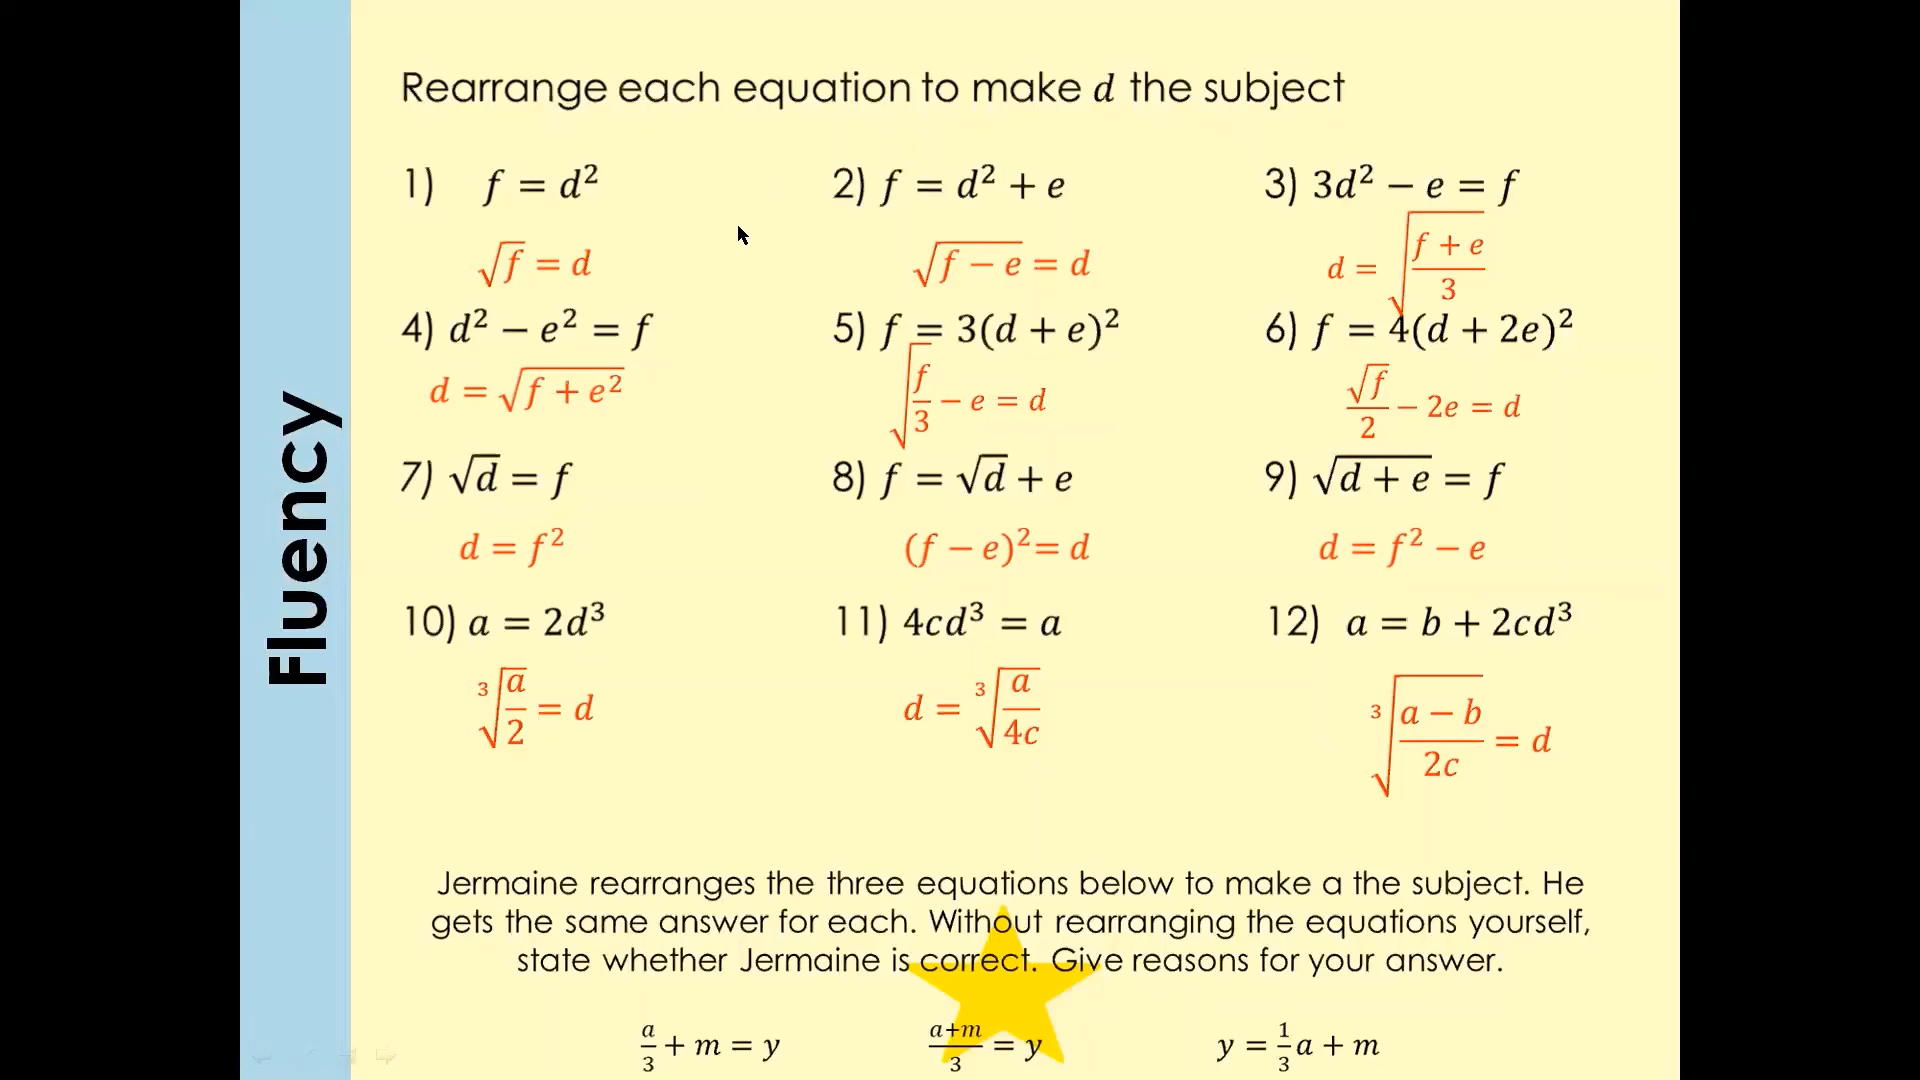 Fluency
Rearrange each equation to make d the subject
1) f = d²
2) f = d² + e
3) 3d² − e = f
√f = d
√(f − e) = d
d = √((f + e)/3)
4) d² − e² = f
5) f = 3(d + e)²
6) f = 4(d + 2e)²
d = √(f + e²)
√(f/3) − e = d
√f/2 − 2e = d
7) √d = f
8) f = √d + e
9) √(d + e) = f
d = f²
(f − e)² = d
d = f² − e
10) a = 2d³
11) 4cd³ = a
12) a = b + 2cd³
∛(a/2) = d
d = ∛(a/4c)
∛((a − b)/2c) = d
Jermaine rearranges the three equations below to make a the subject. He
gets the same answer for each. Without rearranging the equations yourself,
state whether Jermaine is correct. Give reasons for your answer.
a/3 + m = y
(a+m)/3 = y
y = 1/3 a + m